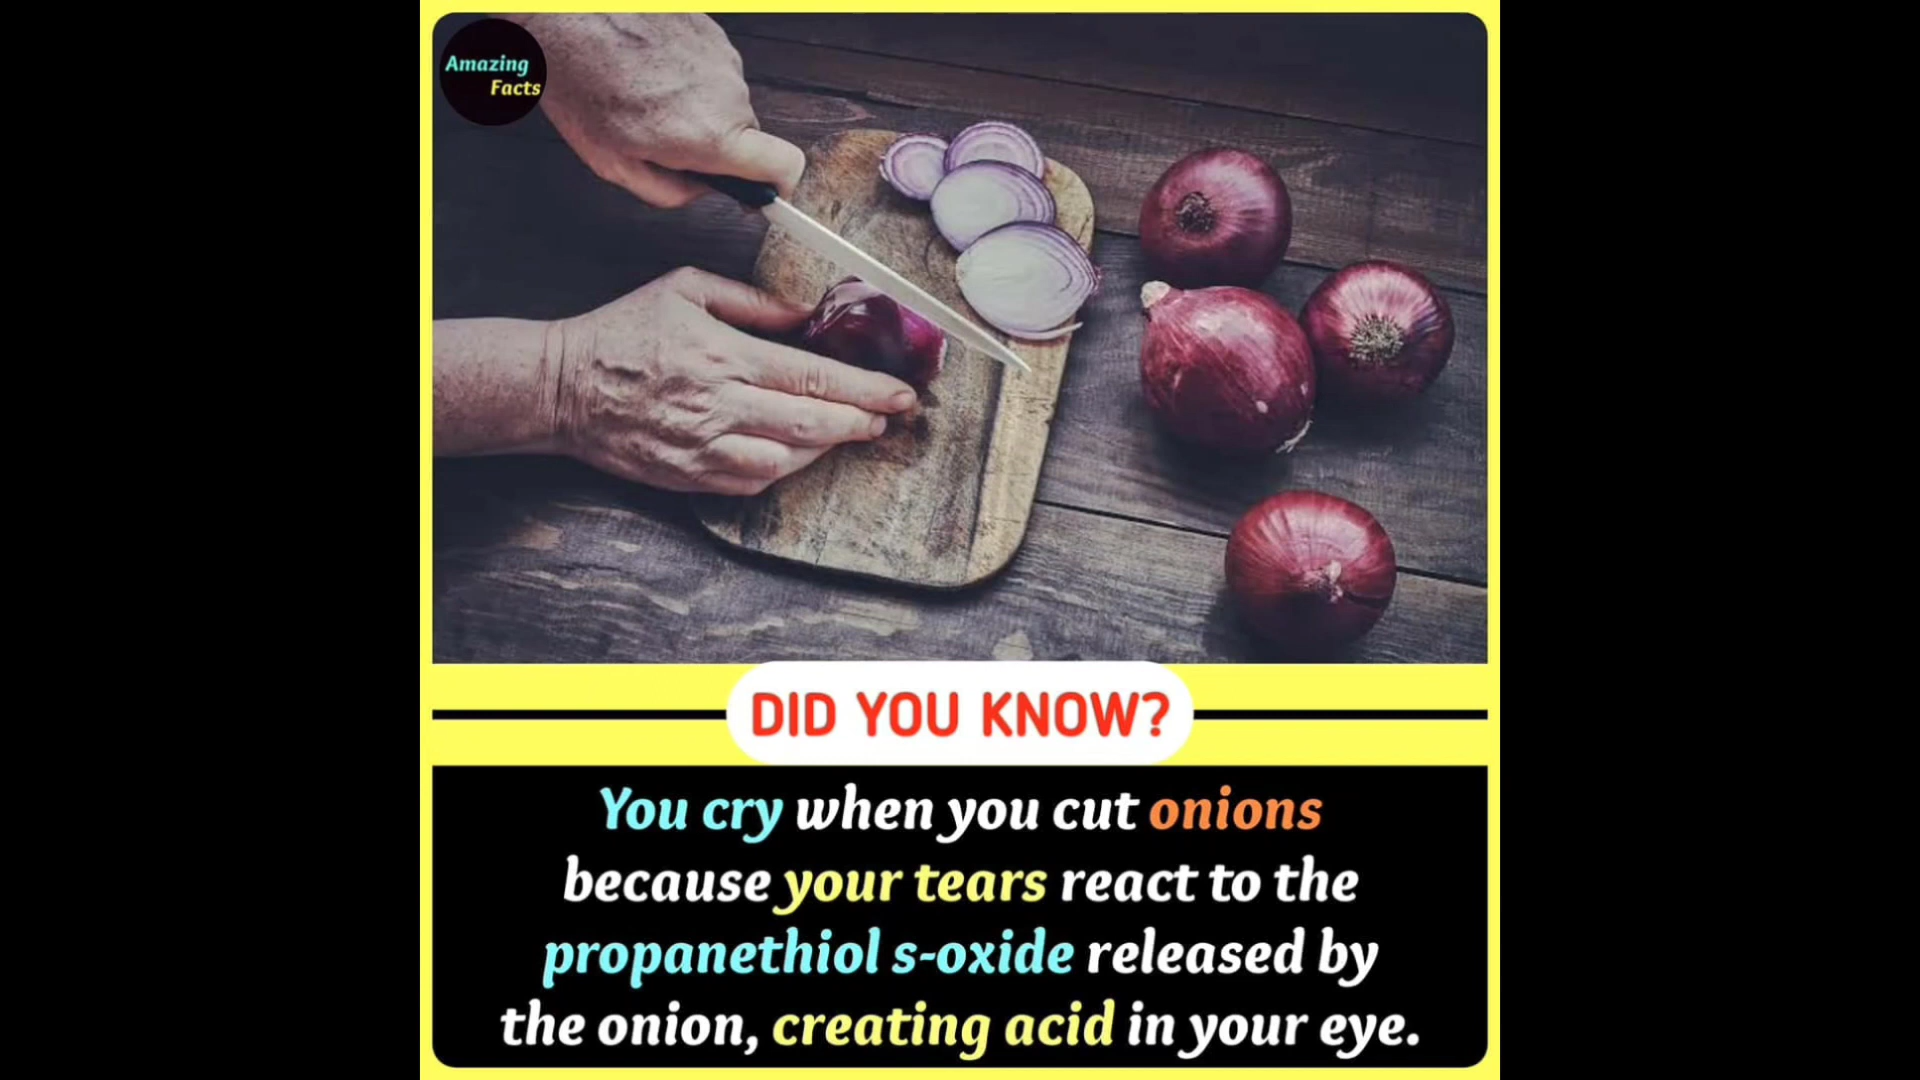 Amazing
Facts
DID YOU KNOW?
You cry when you cut onions
because your tears react to the
propanethiol s-oxide released by
the onion, creating acid in your eye.